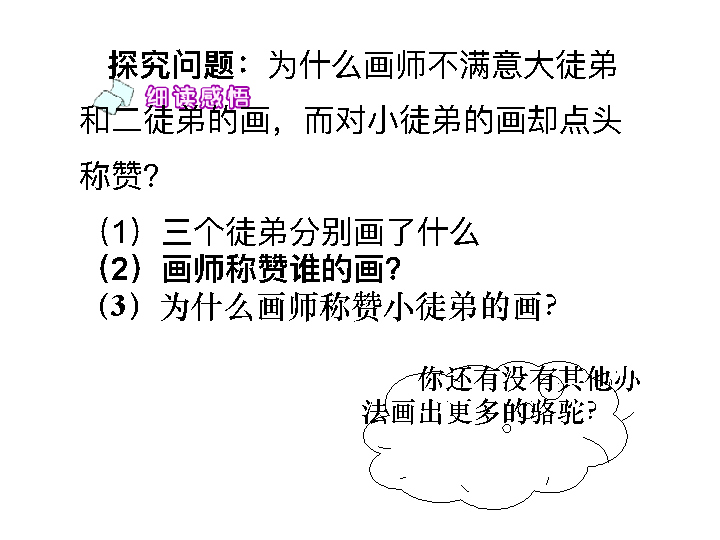 探究问题：为什么画师不满意大徒弟
细读感悟
和二徒弟的画，而对小徒弟的画却点头
称赞？
（1）三个徒弟分别画了什么
（2）画师称赞谁的画？
（3）为什么画师称赞小徒弟的画？
你还有没有其他办
法画出更多的骆驼？